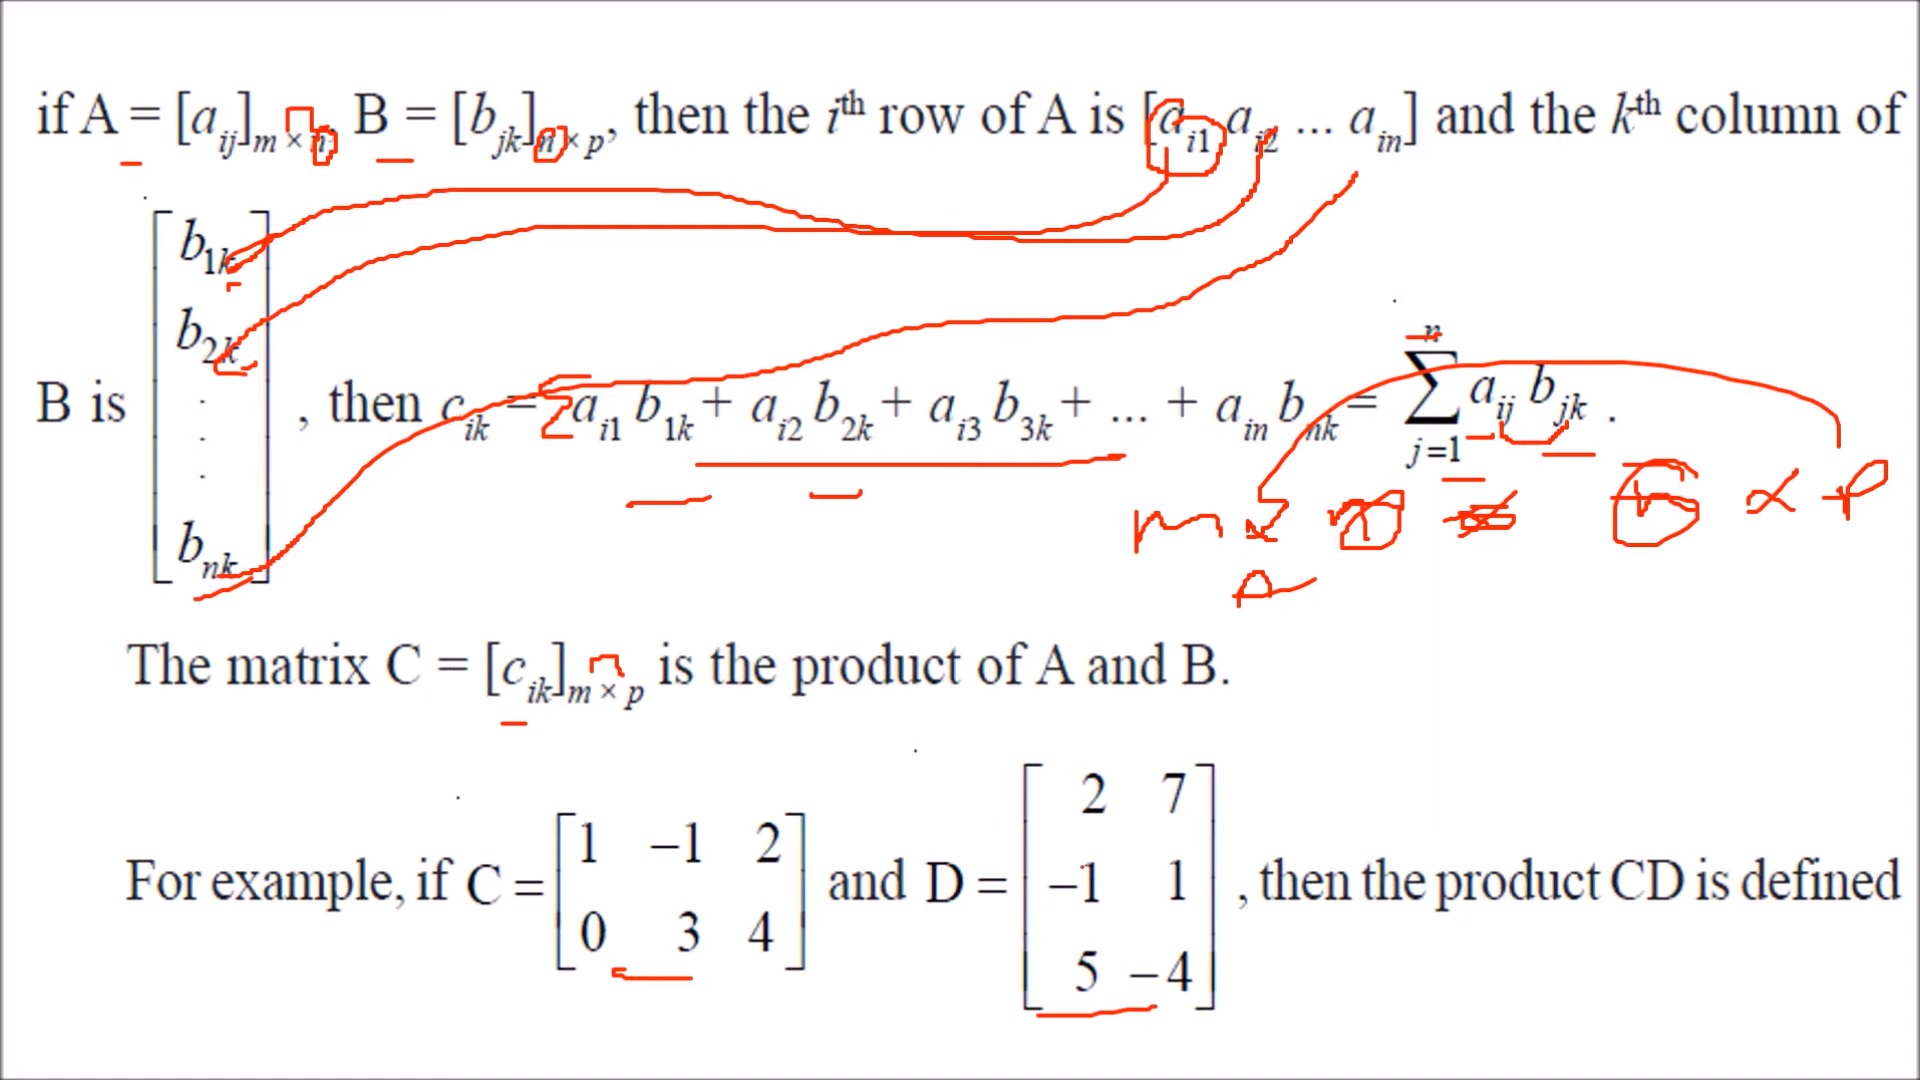 if A = [a_ij]_m × n, B = [b_jk]_n × p, then the i^th row of A is [a_i1 a_i2 ... a_in] and the k^th column of
B is [b_1k b_2k . . . b_nk], then c_ik = a_i1 b_1k + a_i2 b_2k + a_i3 b_3k + ... + a_in b_nk = ∑_{j=1}^{n} a_ij b_jk .
m × n = n × p
The matrix C = [c_ik]_m × p is the product of A and B.
n
For example, if C = [1 –1 2; 0 3 4] and D = [2 7; –1 1; 5 –4], then the product CD is defined